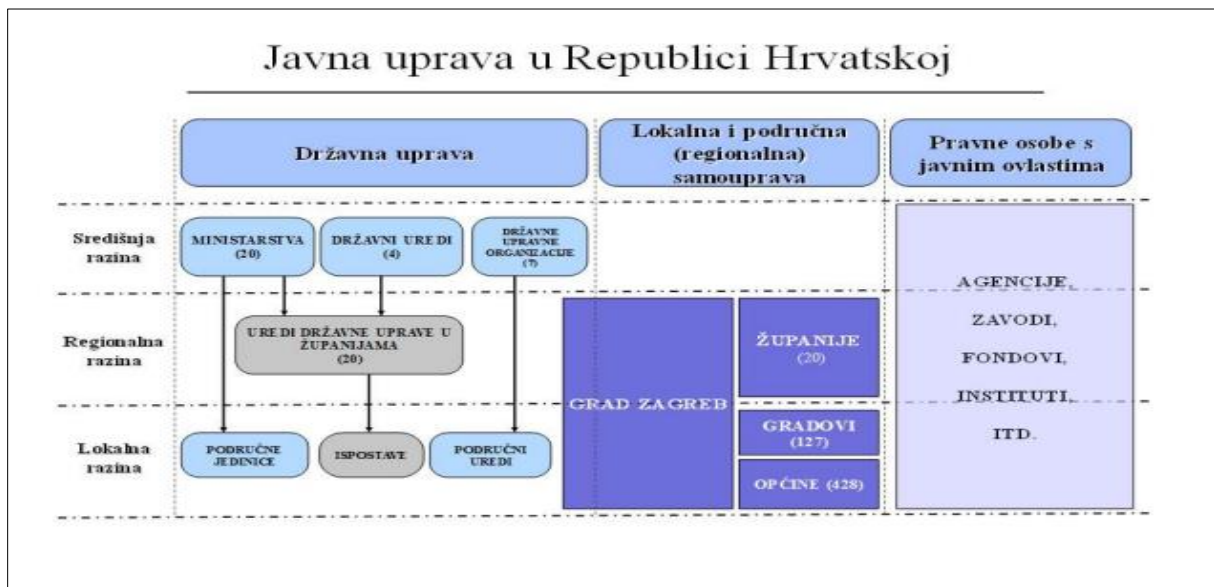 Javna uprava u Republici Hrvatskoj
Državna uprava
Lokalna i područna
(regionalna)
samouprava
Pravne osobe s
javnim ovlastima
Središnja
razina
MINISTARSTVA
(20)
DRŽAVNI UREDI
(4)
DRŽAVNE
UPRAVNE
ORGANIZACIJE
(7)
Regionalna
razina
UREDI DRŽAVNE UPRAVE U
ŽUPANIJAMA
(20)
Lokalna
razina
PODRUČNE
JEDINICE
ISPOSTAVE
PODRUČNI
UREDI
GRAD ZAGREB
ŽUPANIJE
(20)
GRADOVI
(127)
OPĆINE (428)
AGENCIJE,
ZAVODI,
FONDOVI,
INSTITUTI,
ITD.